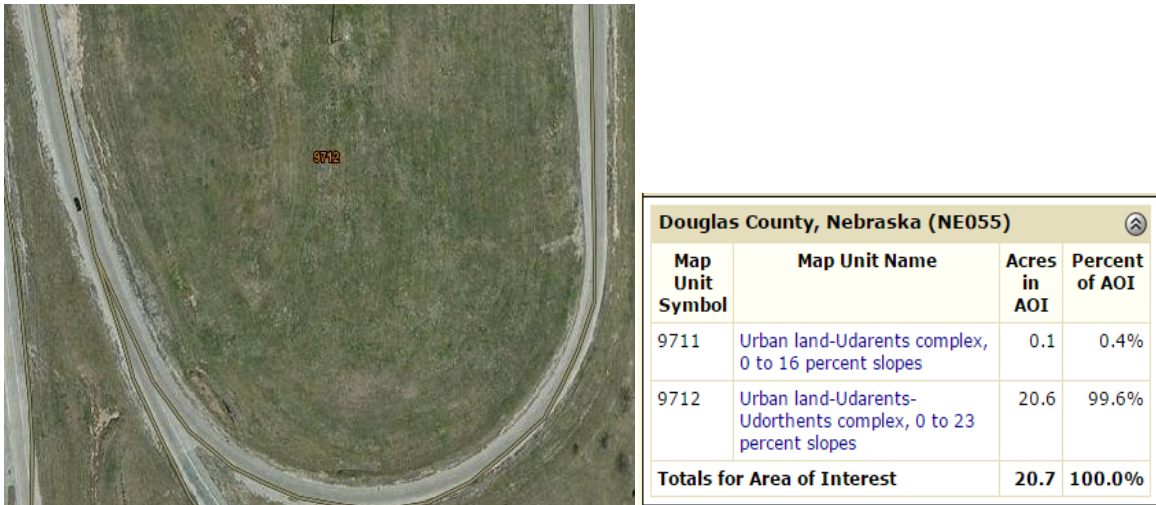 9712
Douglas County, Nebraska (NE055)
Map Unit Symbol Map Unit Name Acres in AOI Percent of AOI
9711 Urban land-Udarents complex, 0 to 16 percent slopes 0.1 0.4%
9712 Urban land-Udarents-Udorthents complex, 0 to 23 percent slopes 20.6 99.6%
Totals for Area of Interest 20.7 100.0%